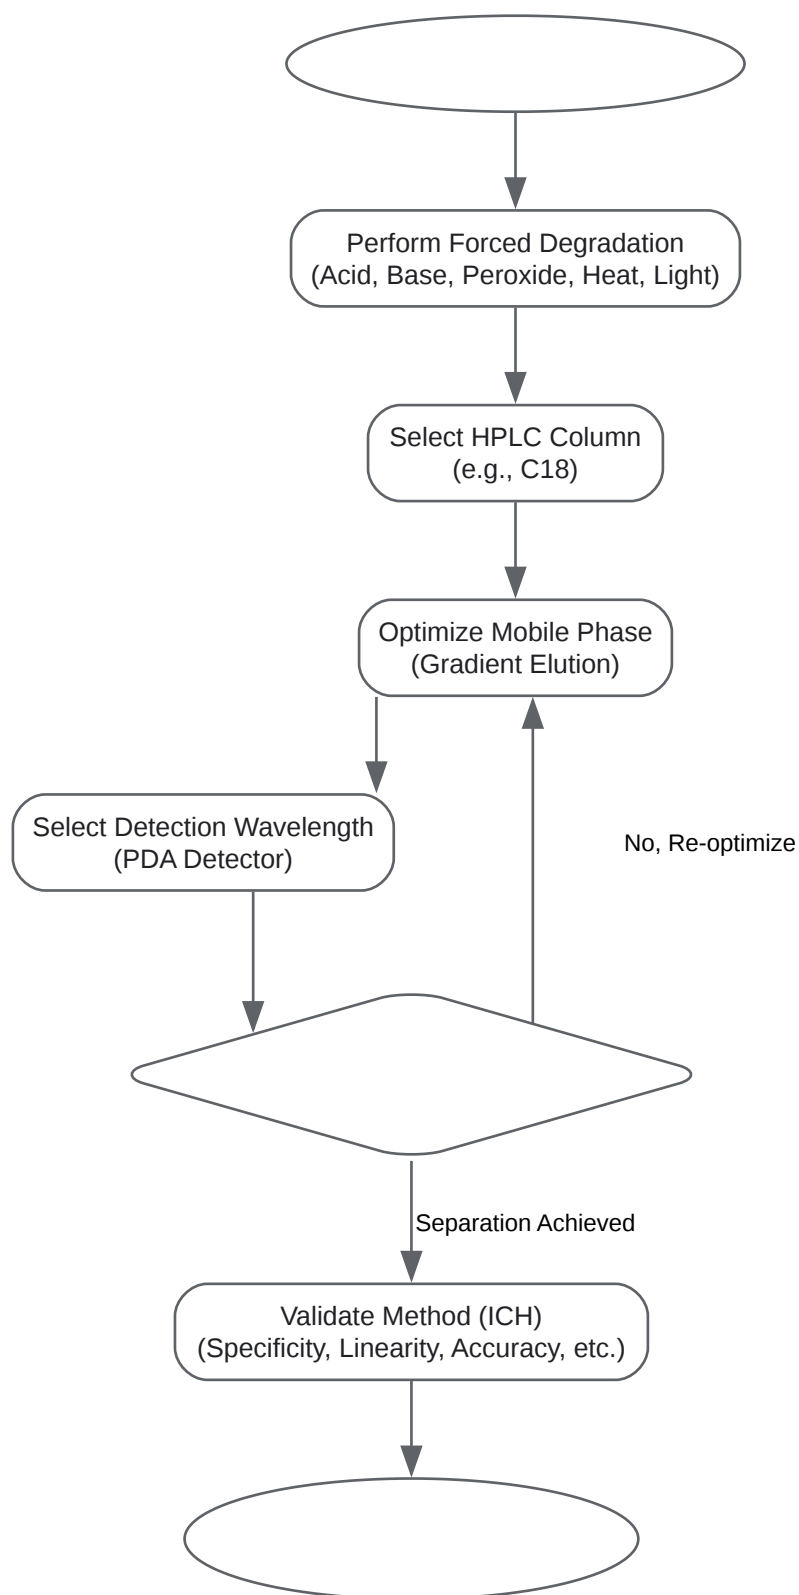 Perform Forced Degradation
(Acid, Base, Peroxide, Heat, Light)
Select HPLC Column
(e.g., C18)
Optimize Mobile Phase
(Gradient Elution)
Select Detection Wavelength
(PDA Detector)
No, Re-optimize
Separation Achieved
Validate Method (ICH)
(Specificity, Linearity, Accuracy, etc.)